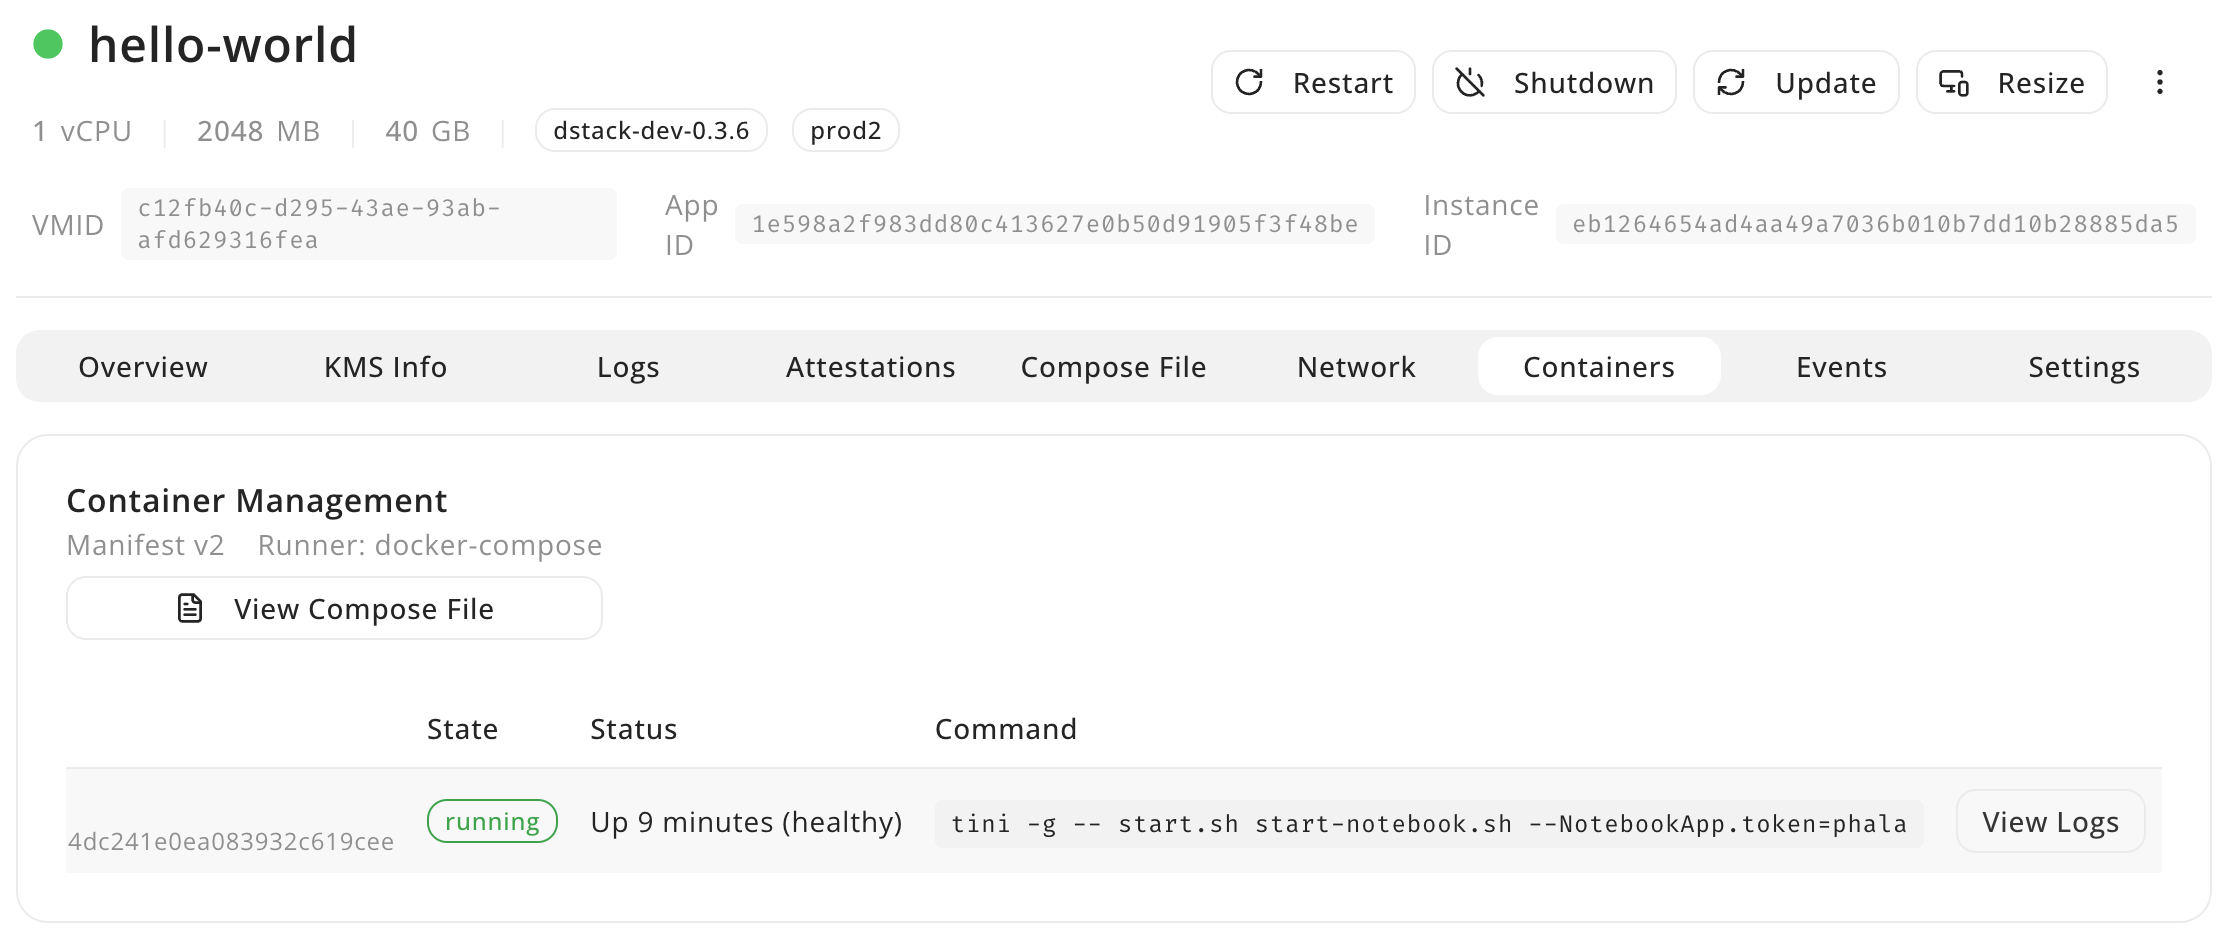 hello-world
Restart
Shutdown
Update
Resize
1 vCPU
2048 MB
40 GB
dstack-dev-0.3.6
prod2
VMID
c12fb40c-d295-43ae-93ab-
afd629316fea
App
ID
1e598a2f983dd80c413627e0b50d91905f3f48be
Instance
ID
eb1264654ad4aa49a7036b010b7dd10b28885da5
Overview
KMS Info
Logs
Attestations
Compose File
Network
Containers
Events
Settings
Container Management
Manifest v2 Runner: docker-compose
View Compose File
State Status Command
4dc241e0ea083932c619cee
running
Up 9 minutes (healthy)
tini -g -- start.sh start-notebook.sh --NotebookApp.token=phala
View Logs